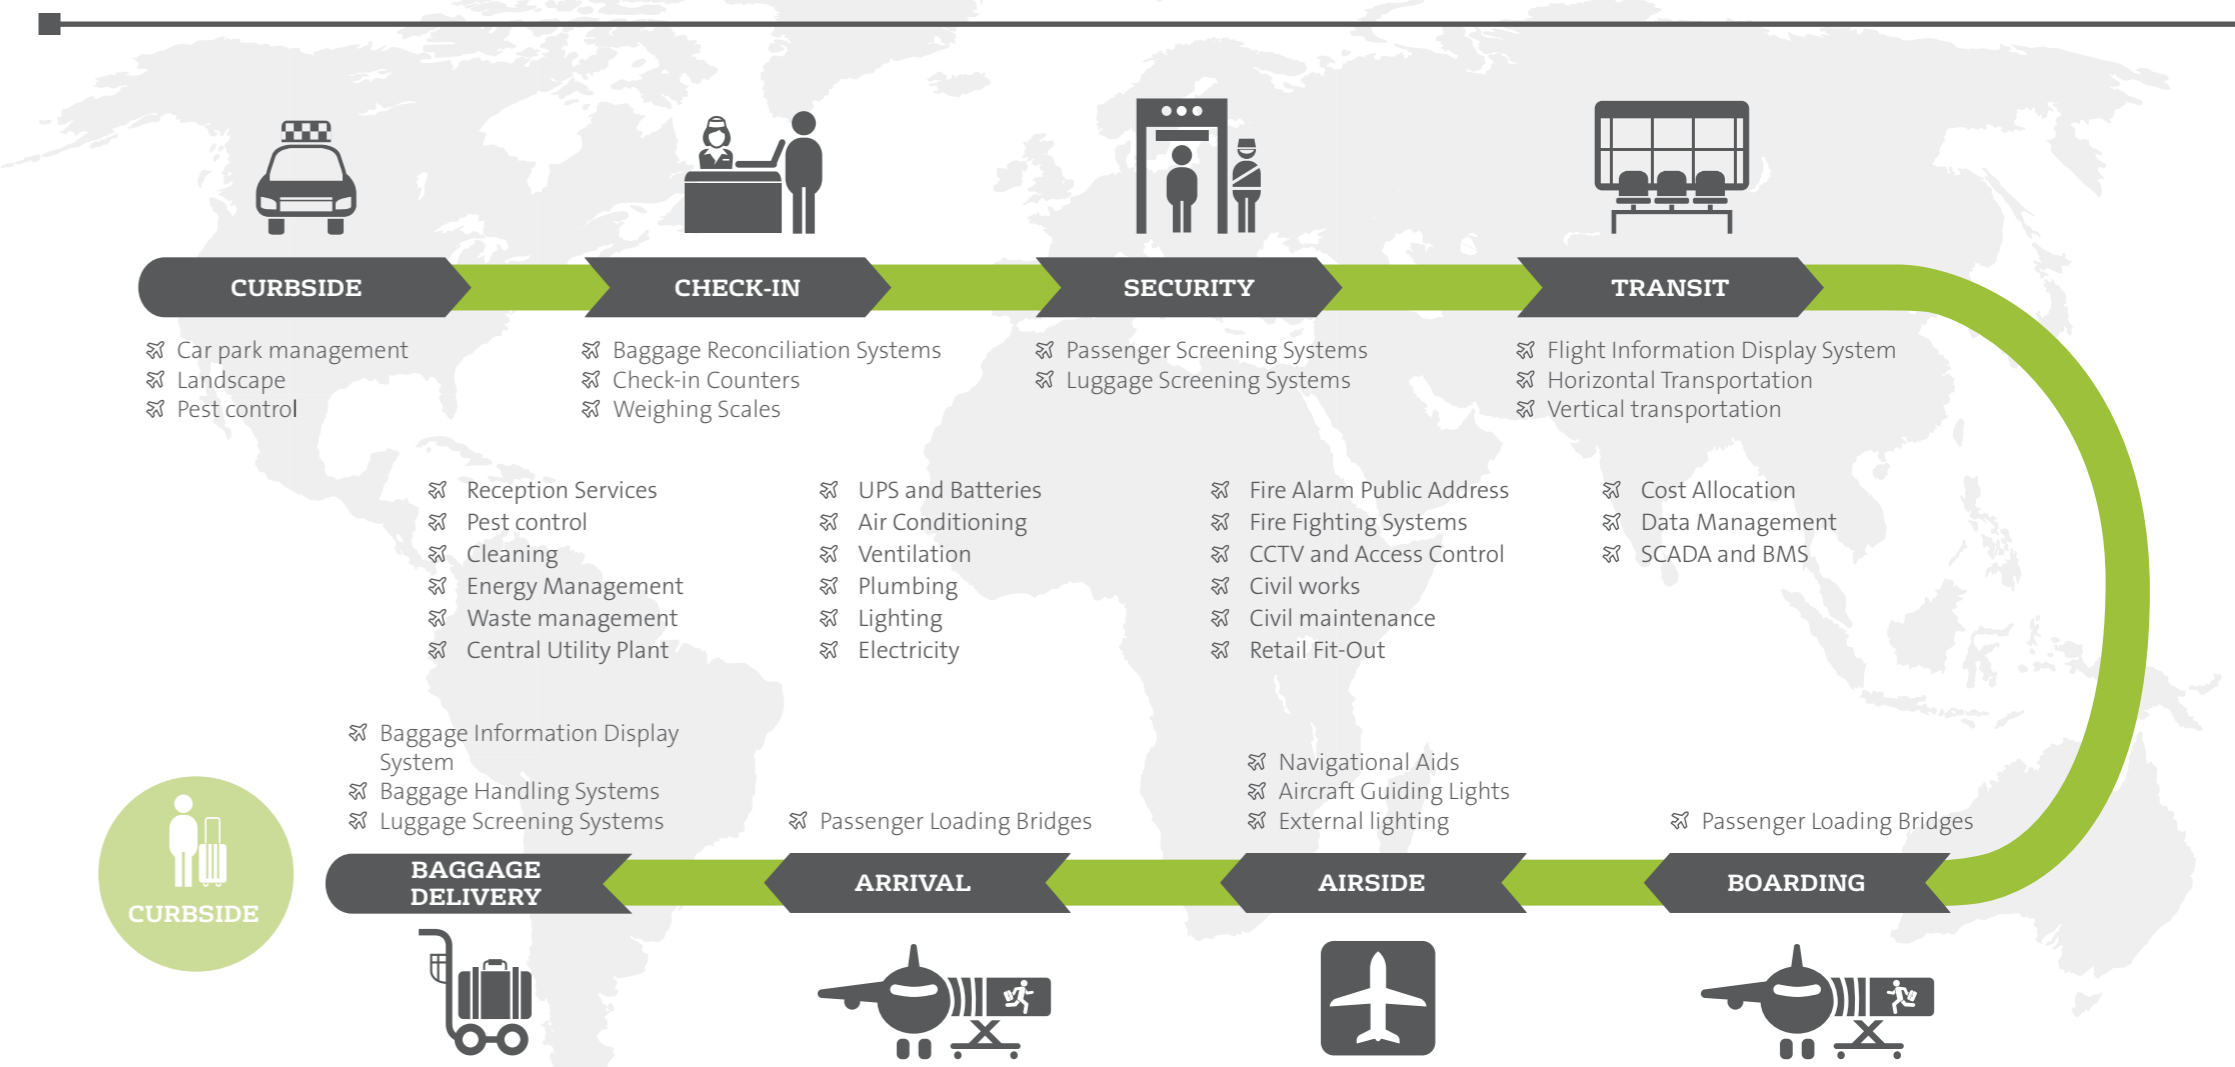 CURBSIDE
CHECK-IN
SECURITY
TRANSIT
Car park management
Landscape
Pest control
Baggage Reconciliation Systems
Check-in Counters
Weighing Scales
Passenger Screening Systems
Luggage Screening Systems
Flight Information Display System
Horizontal Transportation
Vertical transportation
Reception Services
Pest control
Cleaning
Energy Management
Waste management
Central Utility Plant
UPS and Batteries
Air Conditioning
Ventilation
Plumbing
Lighting
Electricity
Fire Alarm Public Address
Fire Fighting Systems
CCTV and Access Control
Civil works
Civil maintenance
Retail Fit-Out
Cost Allocation
Data Management
SCADA and BMS
Baggage Information Display
System
Baggage Handling Systems
Luggage Screening Systems
Passenger Loading Bridges
Navigational Aids
Aircraft Guiding Lights
External lighting
Passenger Loading Bridges
CURBSIDE
BAGGAGE
DELIVERY
ARRIVAL
AIRSIDE
BOARDING